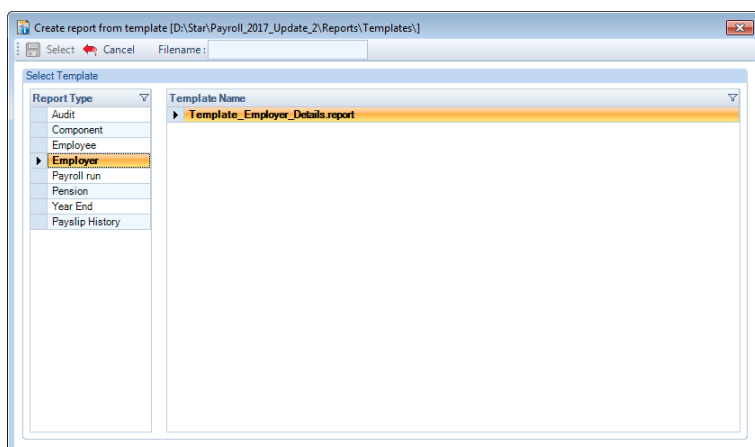 Create report from template [D:\Star\Payroll_2017_Update_2\Reports\Templates\]
Select Cancel Filename :
Select Template
Report Type Template Name
Audit Template_Employer_Details.report
Component
Employee
Employer
Payroll run
Pension
Year End
Payslip History